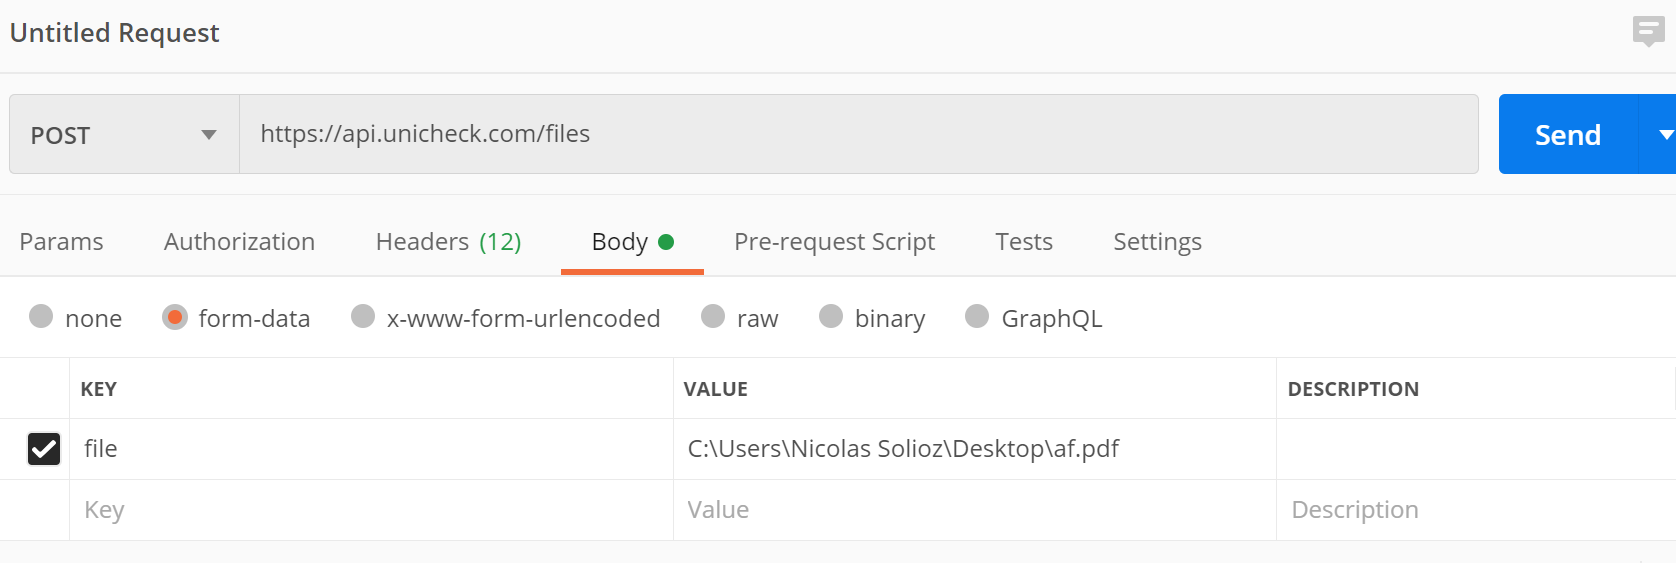 Untitled Request
POST https://api.unicheck.com/files Send
Params Authorization Headers (12) Body Pre-request Script Tests Settings
none form-data x-www-form-urlencoded raw binary GraphQL
KEY VALUE DESCRIPTION
file C:\Users\Nicolas Solioz\Desktop\af.pdf
Key Value Description